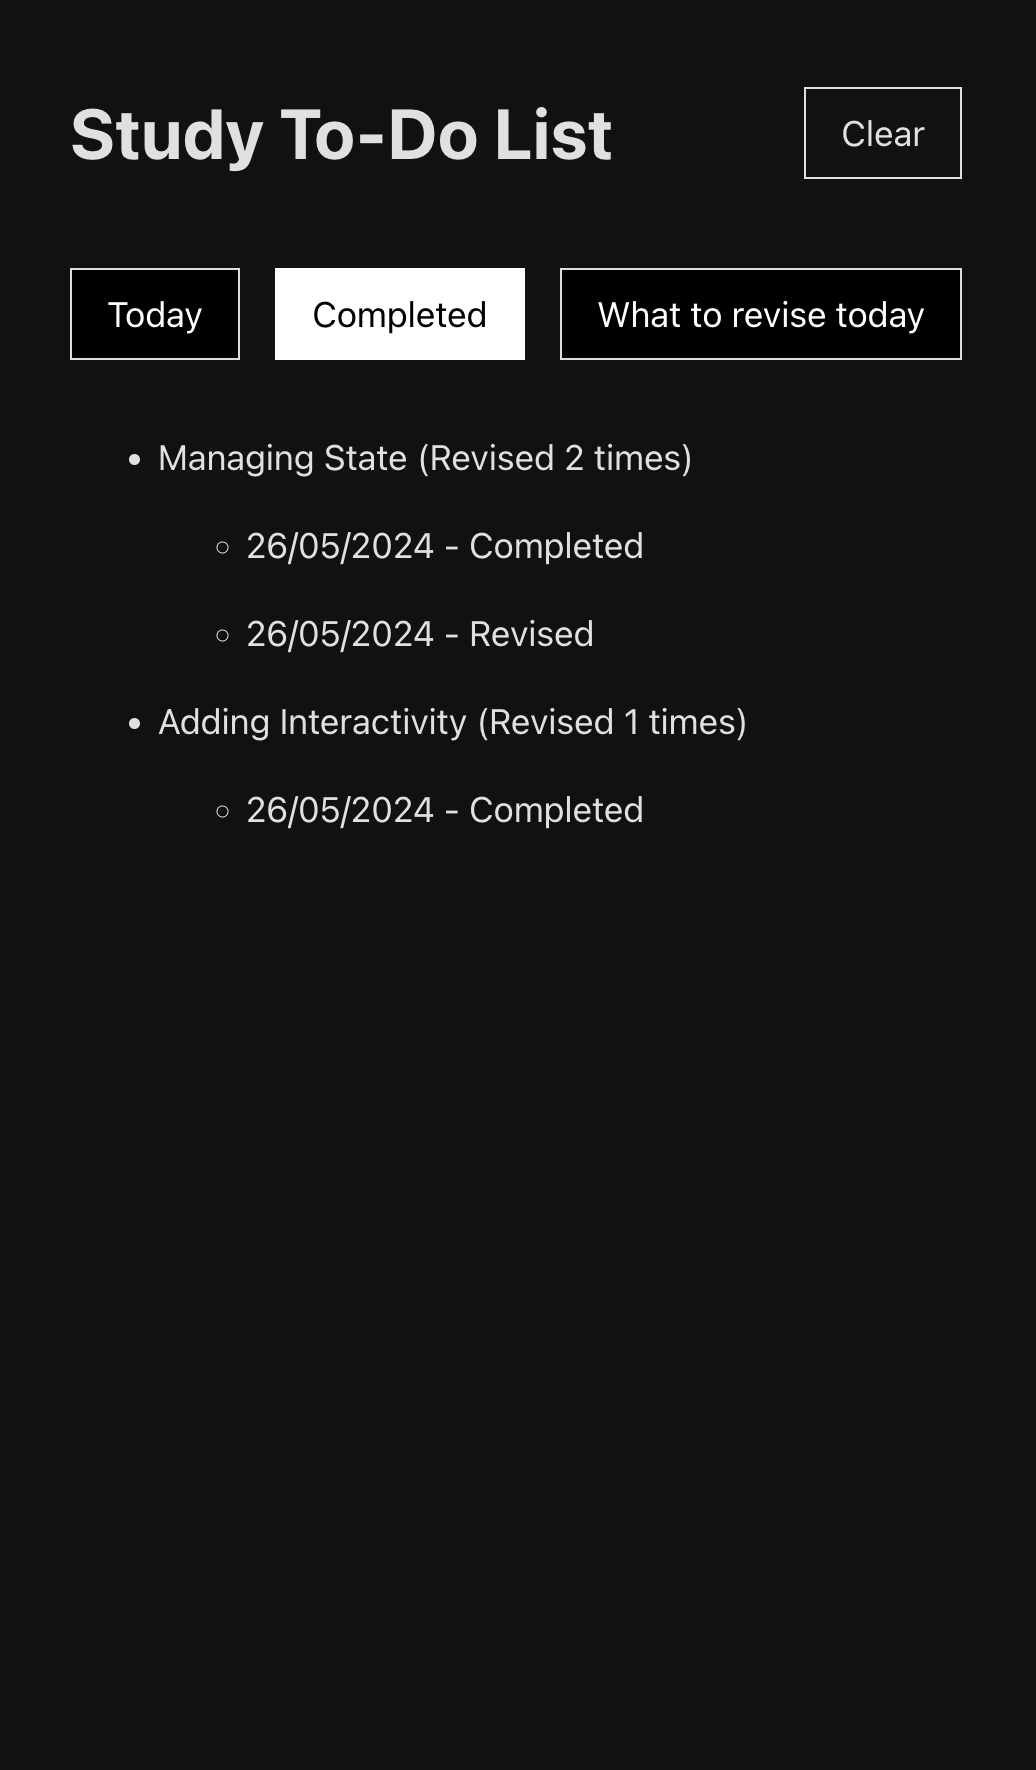 Study To-Do List
Clear
Today
Completed
What to revise today
Managing State (Revised 2 times)
26/05/2024 - Completed
26/05/2024 - Revised
Adding Interactivity (Revised 1 times)
26/05/2024 - Completed